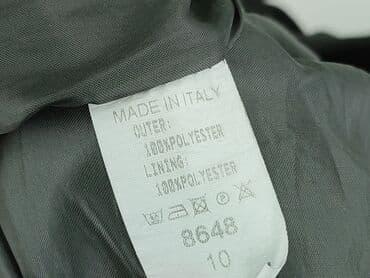 MADE IN ITALY
OUTER:
100%POLYESTER
LINING:
100%POLYESTER
8648
10